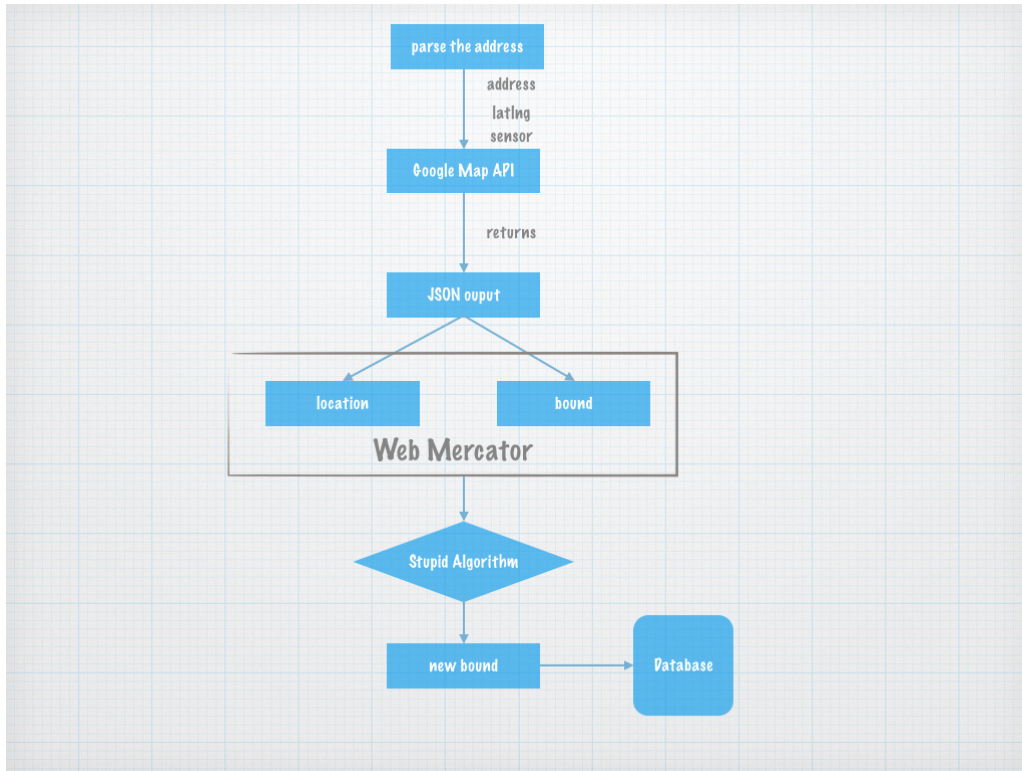 parse the address
address
latlng
sensor
Google Map API
returns
JSON ouput
location
bound
Web Mercator
Stupid Algorithm
new bound
Database